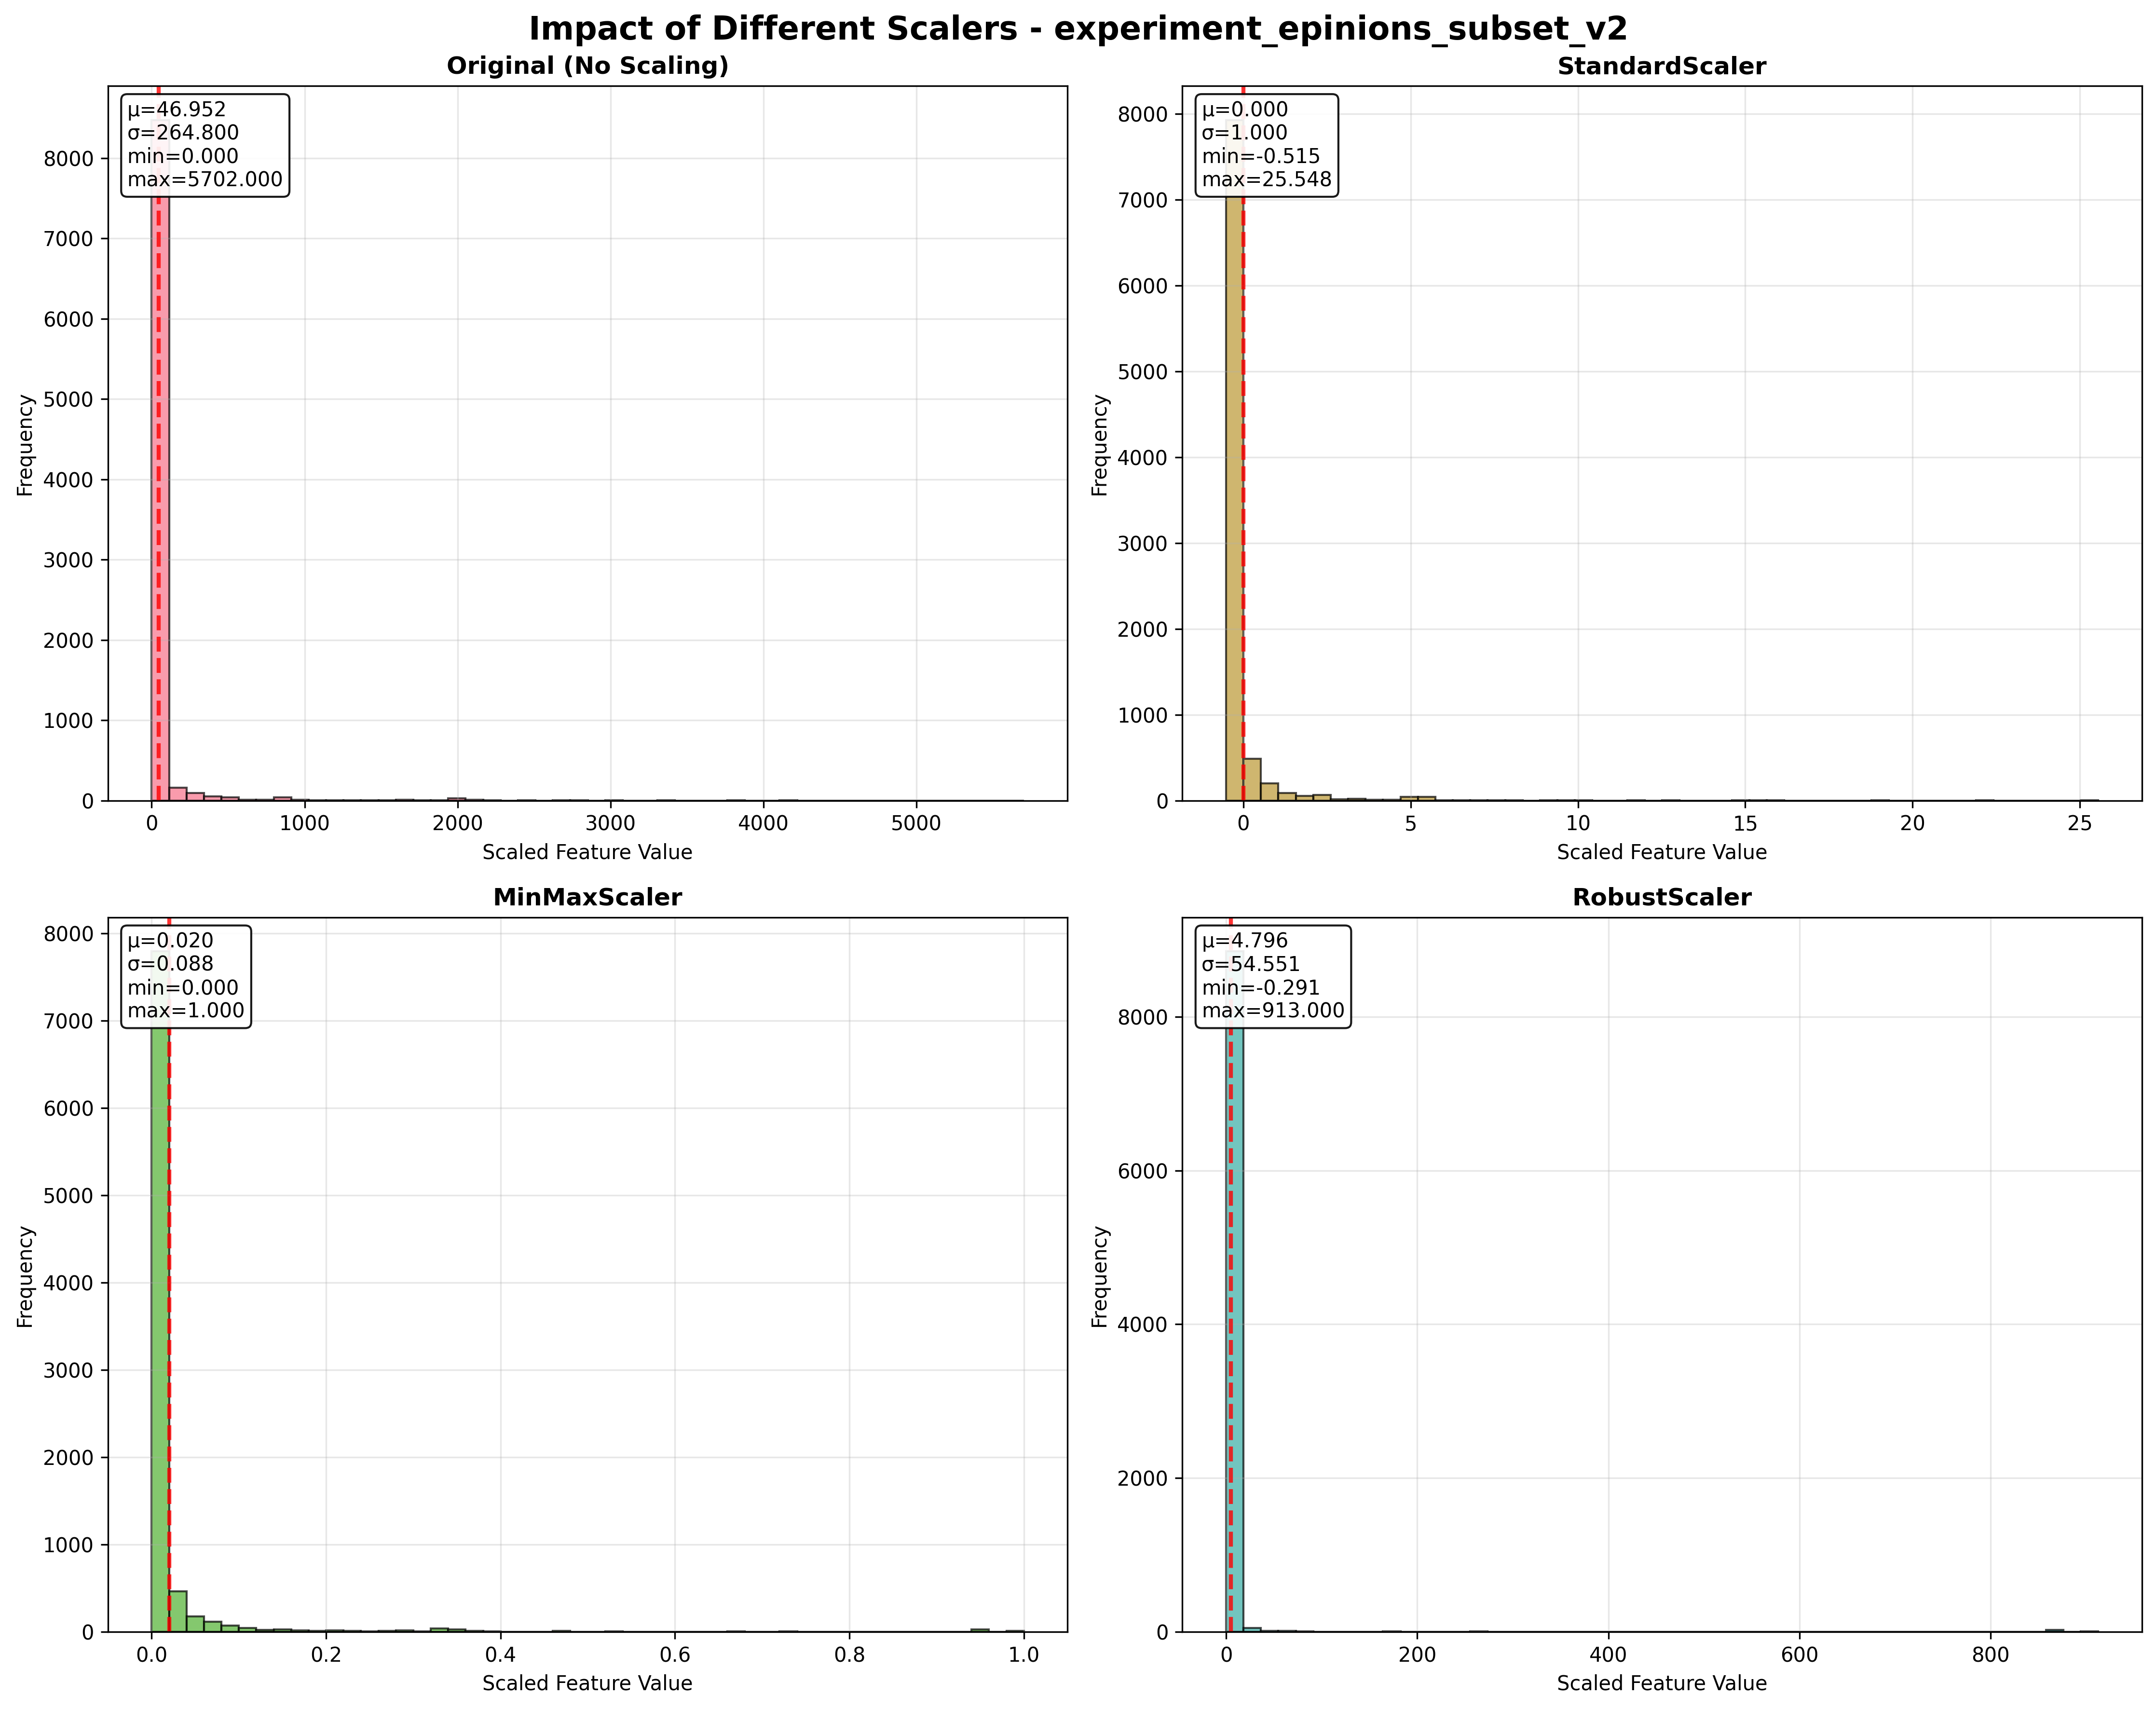 Impact of Different Scalers - experiment_epinions_subset_v2
Original (No Scaling)
μ=46.952
σ=264.800
min=0.000
max=5702.000
Frequency
8000
7000
6000
5000
4000
3000
2000
1000
0
0 1000 2000 3000 4000 5000
Scaled Feature Value
StandardScaler
μ=0.000
σ=1.000
min=-0.515
max=25.548
Frequency
8000
7000
6000
5000
4000
3000
2000
1000
0
0 5 10 15 20 25
Scaled Feature Value
MinMaxScaler
μ=0.020
σ=0.088
min=0.000
max=1.000
Frequency
8000
7000
6000
5000
4000
3000
2000
1000
0
0.0 0.2 0.4 0.6 0.8 1.0
Scaled Feature Value
RobustScaler
μ=4.796
σ=54.551
min=-0.291
max=913.000
Frequency
8000
6000
4000
2000
0
0 200 400 600 800
Scaled Feature Value